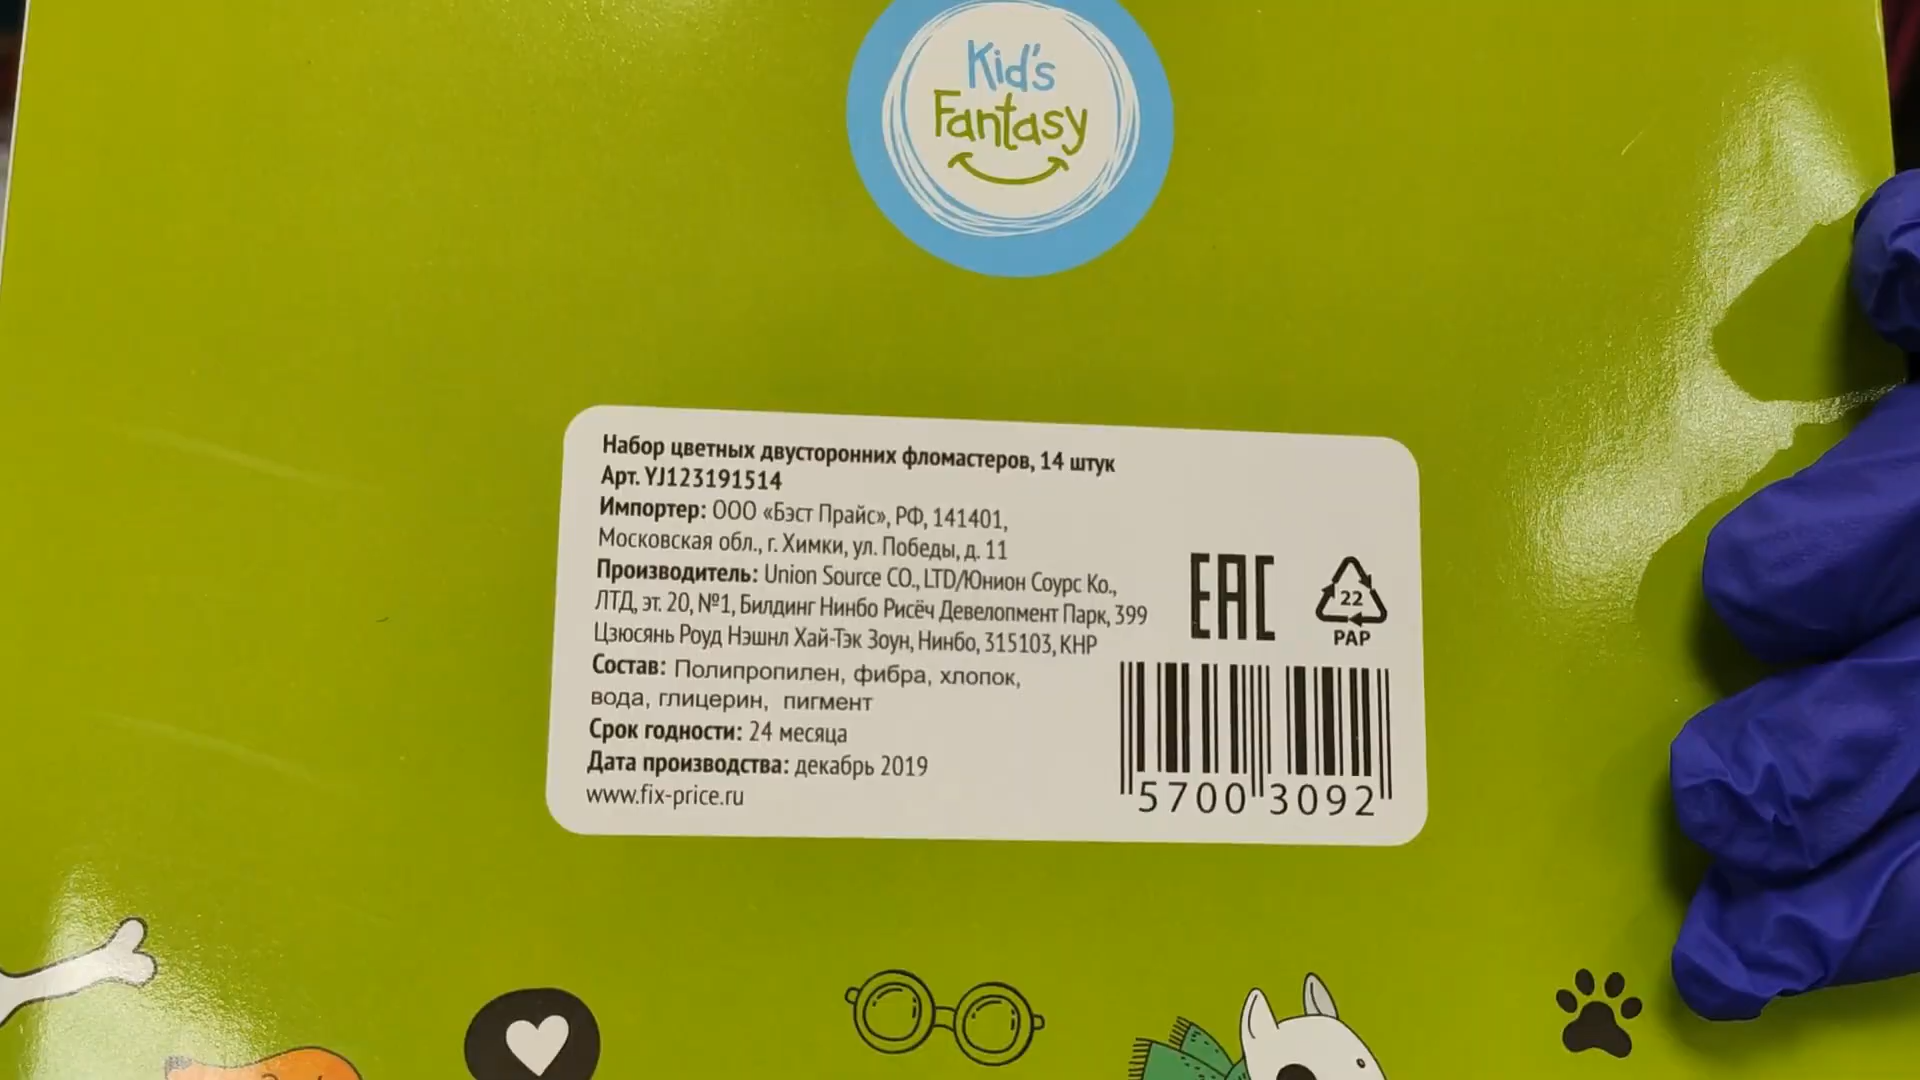 Kid's
Fantasy
Набор цветных двусторонних фломастеров, 14 штук
Арт. YJ123191514
Импортер: ООО «Бэст Прайс», РФ, 141401,
Московская обл., г. Химки, ул. Победы, д. 11
Производитель: Union Source CO., LTD/Юнион Соурс Ко.,
ЛТД, эт. 20, №1, Билдинг Нинбо Рисёч Девелопмент Парк, 399
Цзюсянь Роуд Нэшнл Хай-Тэк Зоун, Нинбо, 315103, КНР
Состав: Полипропилен, фибра, хлопок,
вода, глицерин, пигмент
Срок годности: 24 месяца
Дата производства: декабрь 2019
www.fix-price.ru
EAC
22
PAP
5700 3092